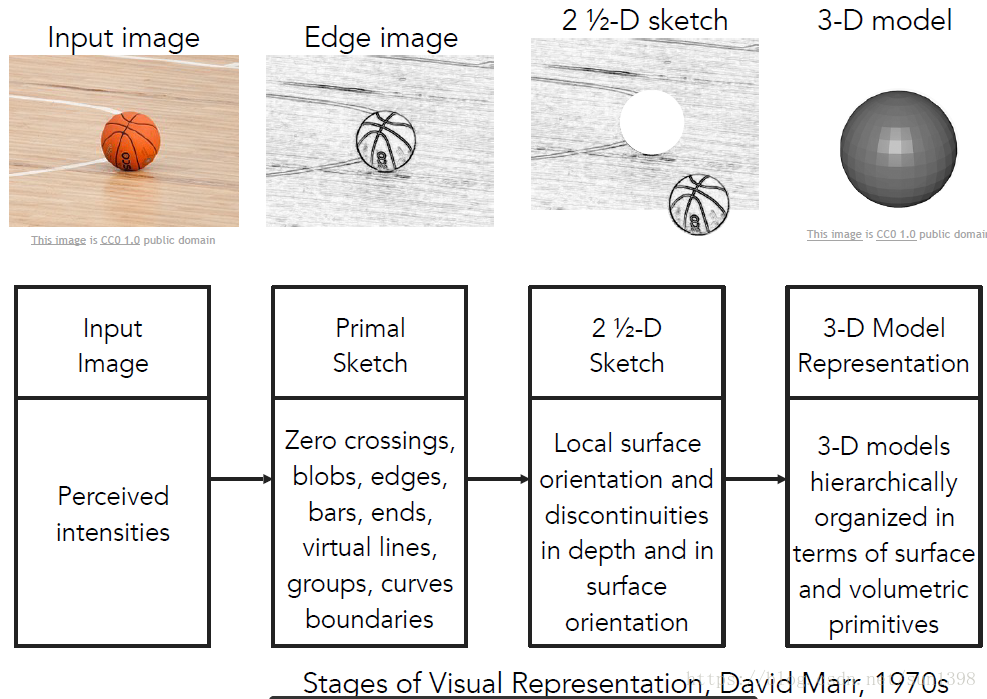 Input image
Edge image
2 ½-D sketch
3-D model
This image is CC0 1.0 public domain
This image is CC0 1.0 public domai
Input
Image
Perceived
intensities
Primal
Sketch
Zero crossings,
blobs, edges,
bars, ends,
virtual lines,
groups, curves
boundaries
2 ½-D
Sketch
Local surface
orientation and
discontinuities
in depth and in
surface
orientation
3-D Model
Representation
3-D models
hierarchically
organized in
terms of surface
and volumetric
primitives
Stages of Visual Representation, David Marr, 1970s